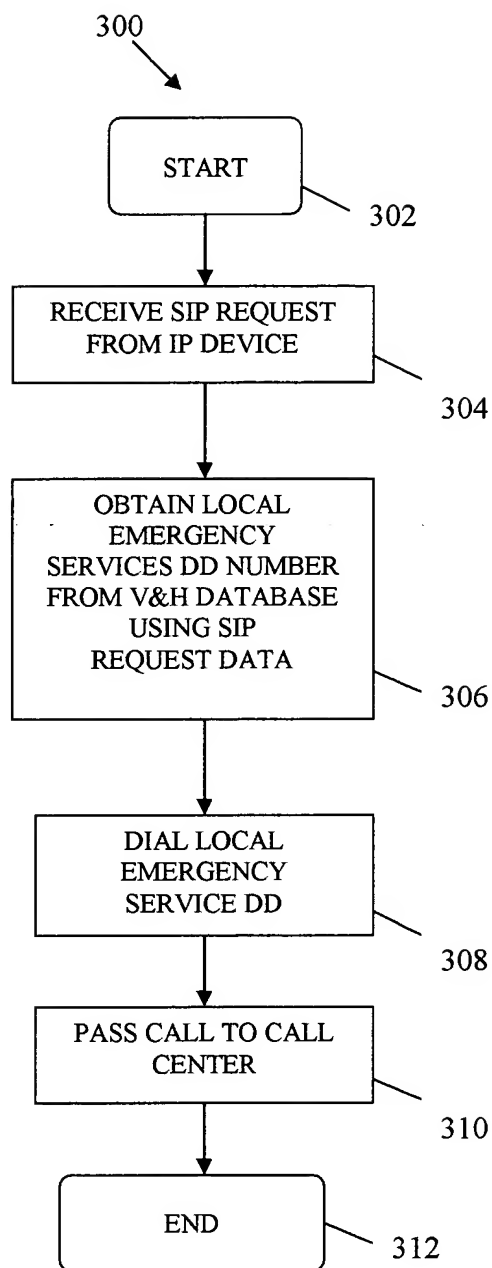 300
START
302
RECEIVE SIP REQUEST
FROM IP DEVICE
304
OBTAIN LOCAL
EMERGENCY
SERVICES DD NUMBER
FROM V&H DATABASE
USING SIP
REQUEST DATA
306
DIAL LOCAL
EMERGENCY
SERVICE DD
308
PASS CALL TO CALL
CENTER
310
END
312